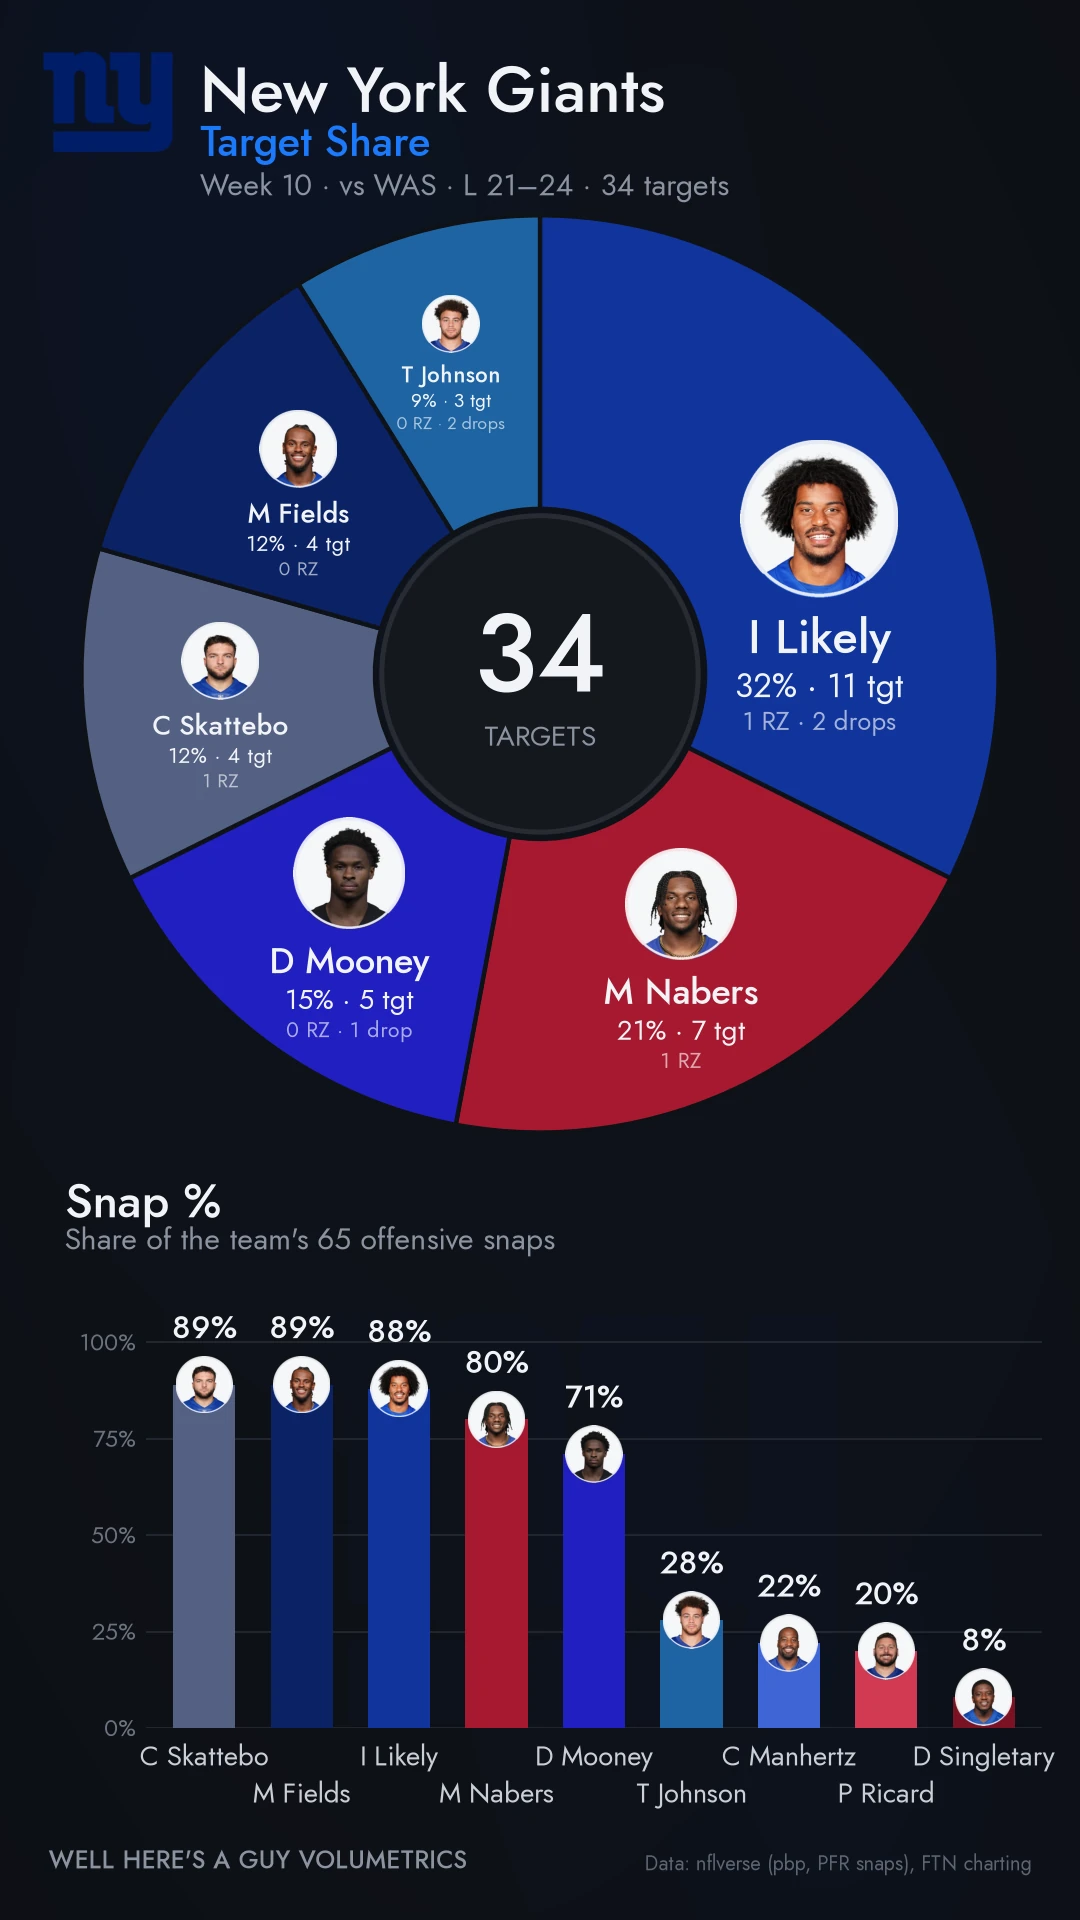 ny
New York Giants
Target Share
Week 10 · vs WAS · L 21–24 · 34 targets
T Johnson
9% · 3 tgt
0 RZ · 2 drops
M Fields
12% · 4 tgt
0 RZ
I Likely
32% · 11 tgt
1 RZ · 2 drops
34
TARGETS
C Skattebo
12% · 4 tgt
1 RZ
D Mooney
15% · 5 tgt
0 RZ · 1 drop
M Nabers
21% · 7 tgt
1 RZ
Snap %
Share of the team's 65 offensive snaps
100%
75%
50%
25%
0%
89%
89%
88%
80%
71%
28%
22%
20%
8%
C Skattebo
M Fields
I Likely
M Nabers
D Mooney
T Johnson
C Manhertz
P Ricard
D Singletary
WELL HERE'S A GUY VOLUMETRICS
Data: nflverse (pbp, PFR snaps), FTN charting